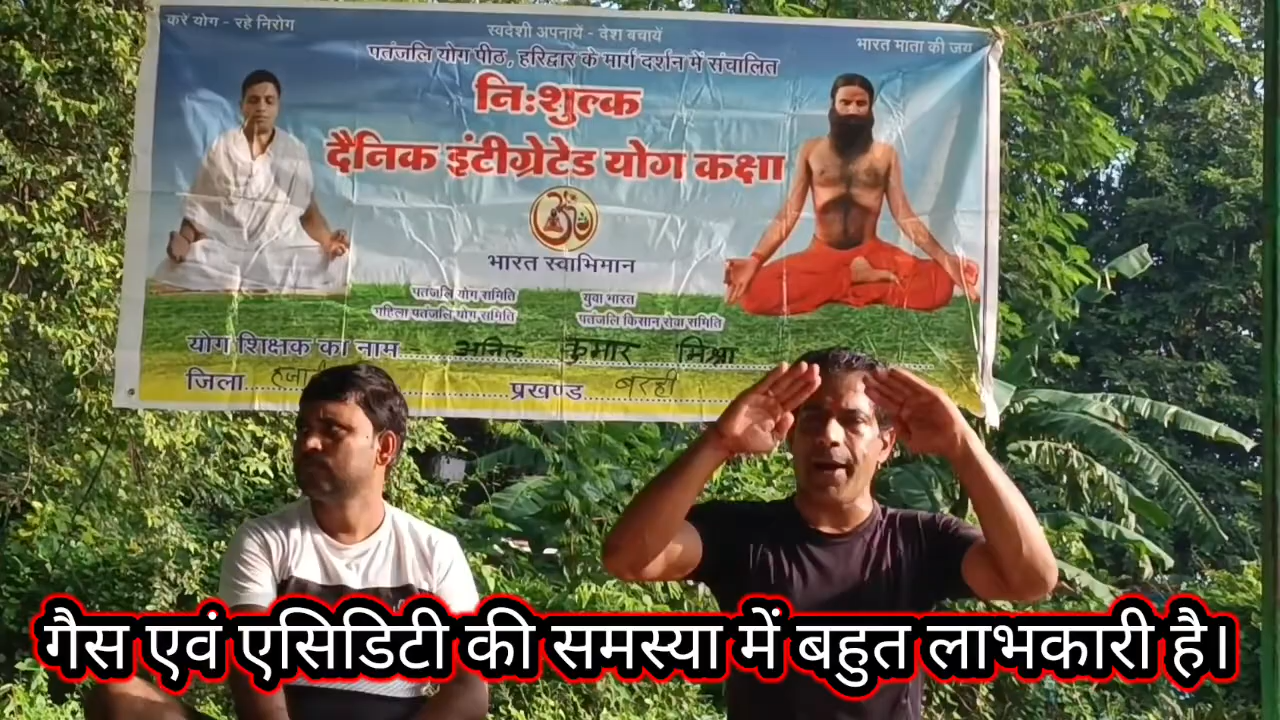 करें योग - रहे निरोग
स्वदेशी अपनायें - देश बचायें
भारत माता की जय
पतंजलि योग पीठ, हरिद्वार के मार्ग दर्शन में संचालित
नि:शुल्क
दैनिक इंटीग्रेटेड योग कक्षा
ॐ
भारत स्वाभिमान
पतंजलि योग समिति
युवा भारत
महिला पतंजलि योग समिति
पतंजलि किसान सेवा समिति
योग शिक्षक का नाम कुमार मिश्रा
जिला प्रखण्ड बरही
गैस एवं एसिडिटी की समस्या में बहुत लाभकारी है।